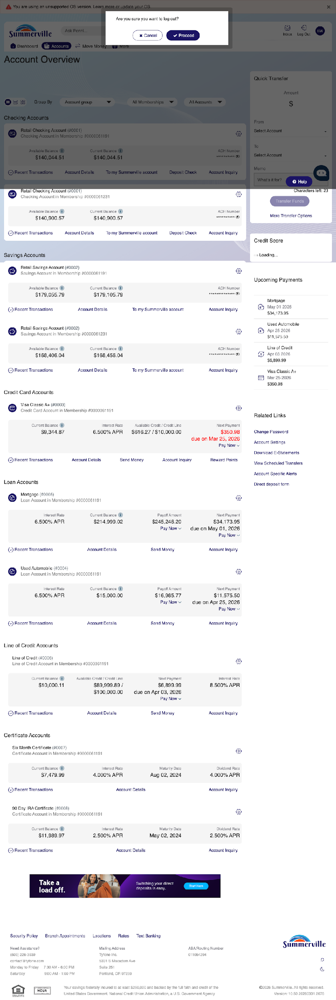 You are using an unsupported OS version. Learn more or update your OS.
Are you sure you want to log out?
Cancel
Proceed
Summerville
Ask Penni...
Inbox
Log Out
SW
Dashboard
Accounts
Move Money
More
Account Overview
Group By
Account group
All Memberships
All Accounts
Checking Accounts
Retail Checking Account (#0001)
Checking Account in Membership #0000061191
Available Balance
Current Balance
ACH Number
$140,044.51
$140,044.51
**********
Recent Transactions
Account Details
To my Summerville account
Deposit Check
Account Inquiry
Retail Checking Account (#0001)
Checking Account in Membership #0000061231
Available Balance
Current Balance
ACH Number
$140,900.57
$140,900.57
**********
Recent Transactions
Account Details
To my Summerville account
Deposit Check
Account Inquiry
Savings Accounts
Retail Savings Account (#0002)
Savings Account in Membership #0000061191
Available Balance
Current Balance
ACH Number
$179,055.79
$179,105.79
**************
Recent Transactions
Account Details
To my Summerville account
Account Inquiry
Retail Savings Account (#0002)
Savings Account in Membership #0000061231
Available Balance
Current Balance
ACH Number
$168,406.04
$168,456.04
**************
Recent Transactions
Account Details
To my Summerville account
Account Inquiry
Credit Card Accounts
Visa Classic A+ (#0003)
Credit Card Account in Membership #0000061191
Current Balance
Interest Rate
Available Credit / Credit Line
Next Payment
$9,344.87
6.500% APR
$616.27 / $10,000.00
$350.98
due on Mar 25, 2026
Pay Now
Recent Transactions
Account Details
Send Money
Account Inquiry
Reward Points
Loan Accounts
Mortgage (#0005)
Loan Account in Membership #0000061191
Interest Rate
Current Balance
Payoff Amount
Next Payment
6.500% APR
$214,999.02
$245,246.20
$34,173.95
Pay Now
due on May 01, 2026
Pay Now
Recent Transactions
Account Details
Send Money
Account Inquiry
Used Automobile (#0004)
Loan Account in Membership #0000061191
Interest Rate
Current Balance
Payoff Amount
Next Payment
6.500% APR
$15,000.00
$16,985.77
$11,575.50
Pay Now
due on Apr 25, 2026
Pay Now
Recent Transactions
Account Details
Send Money
Account Inquiry
Line of Credit Accounts
Line of Credit (#0006)
Line of Credit Account in Membership #0000061191
Current Balance
Available Credit / Credit Line
Next Payment
Interest Rate
$10,000.11
$89,999.89 /
$100,000.00
$6,899.99
due on Apr 03, 2026
Pay Now
8.500% APR
Recent Transactions
Account Details
Send Money
Account Inquiry
Certificate Accounts
Six Month Certificate (#0007)
Certificate Account in Membership #0000061191
Current Balance
Interest Rate
Maturity Date
Dividend Rate
$7,479.99
4.000% APR
Aug 02, 2024
4.000% APR
Recent Transactions
Account Details
Account Inquiry
90 Day IRA Certificate (#0008)
Certificate Account in Membership #0000061191
Current Balance
Interest Rate
Maturity Date
Dividend Rate
$11,989.97
2.500% APR
May 02, 2024
2.500% APR
Recent Transactions
Account Details
Account Inquiry
Quick Transfer
Amount
$
From
Select Account
To
Select Account
Memo
What's it for?
Help
Characters left: 23
Transfer Funds
More Transfer Options
Credit Score
Loading...
Upcoming Payments
Mortgage
May 01 2026
$34,173.95
Used Automobile
Apr 25 2026
$11,575.50
Line of Credit
Apr 03 2026
$6,899.99
Visa Classic A+
Mar 25 2026
$350.98
Related Links
Change Password
Account Settings
Download E-Statements
View Scheduled Transfers
Account Specific Alerts
Direct deposit form
Take a
load off.
Switching your direct
deposits is easy.
Start Here
Security Policy
Branch Appointments
Locations
Rates
Text Banking
Summerville
Need Assistance?
(503) 226-3939
contact@tyfone.com
Monday to Friday 7:30 AM - 6:00 PM
Saturday 9:00 AM - 1:00 PM
Mailing Address
Tyfone Inc.
5331 S Macadam Ave
Suite 251
Portland, OR 97239
ABA/Routing Number
011054294
NCUA
Your savings federally insured to at least $250,000 and backed by the full faith and credit of the
United States Government. National Credit Union Administration, a U.S. Government Agency
©2026 Summerville. All rights reserved.
Version: 10.50.20260331.2676